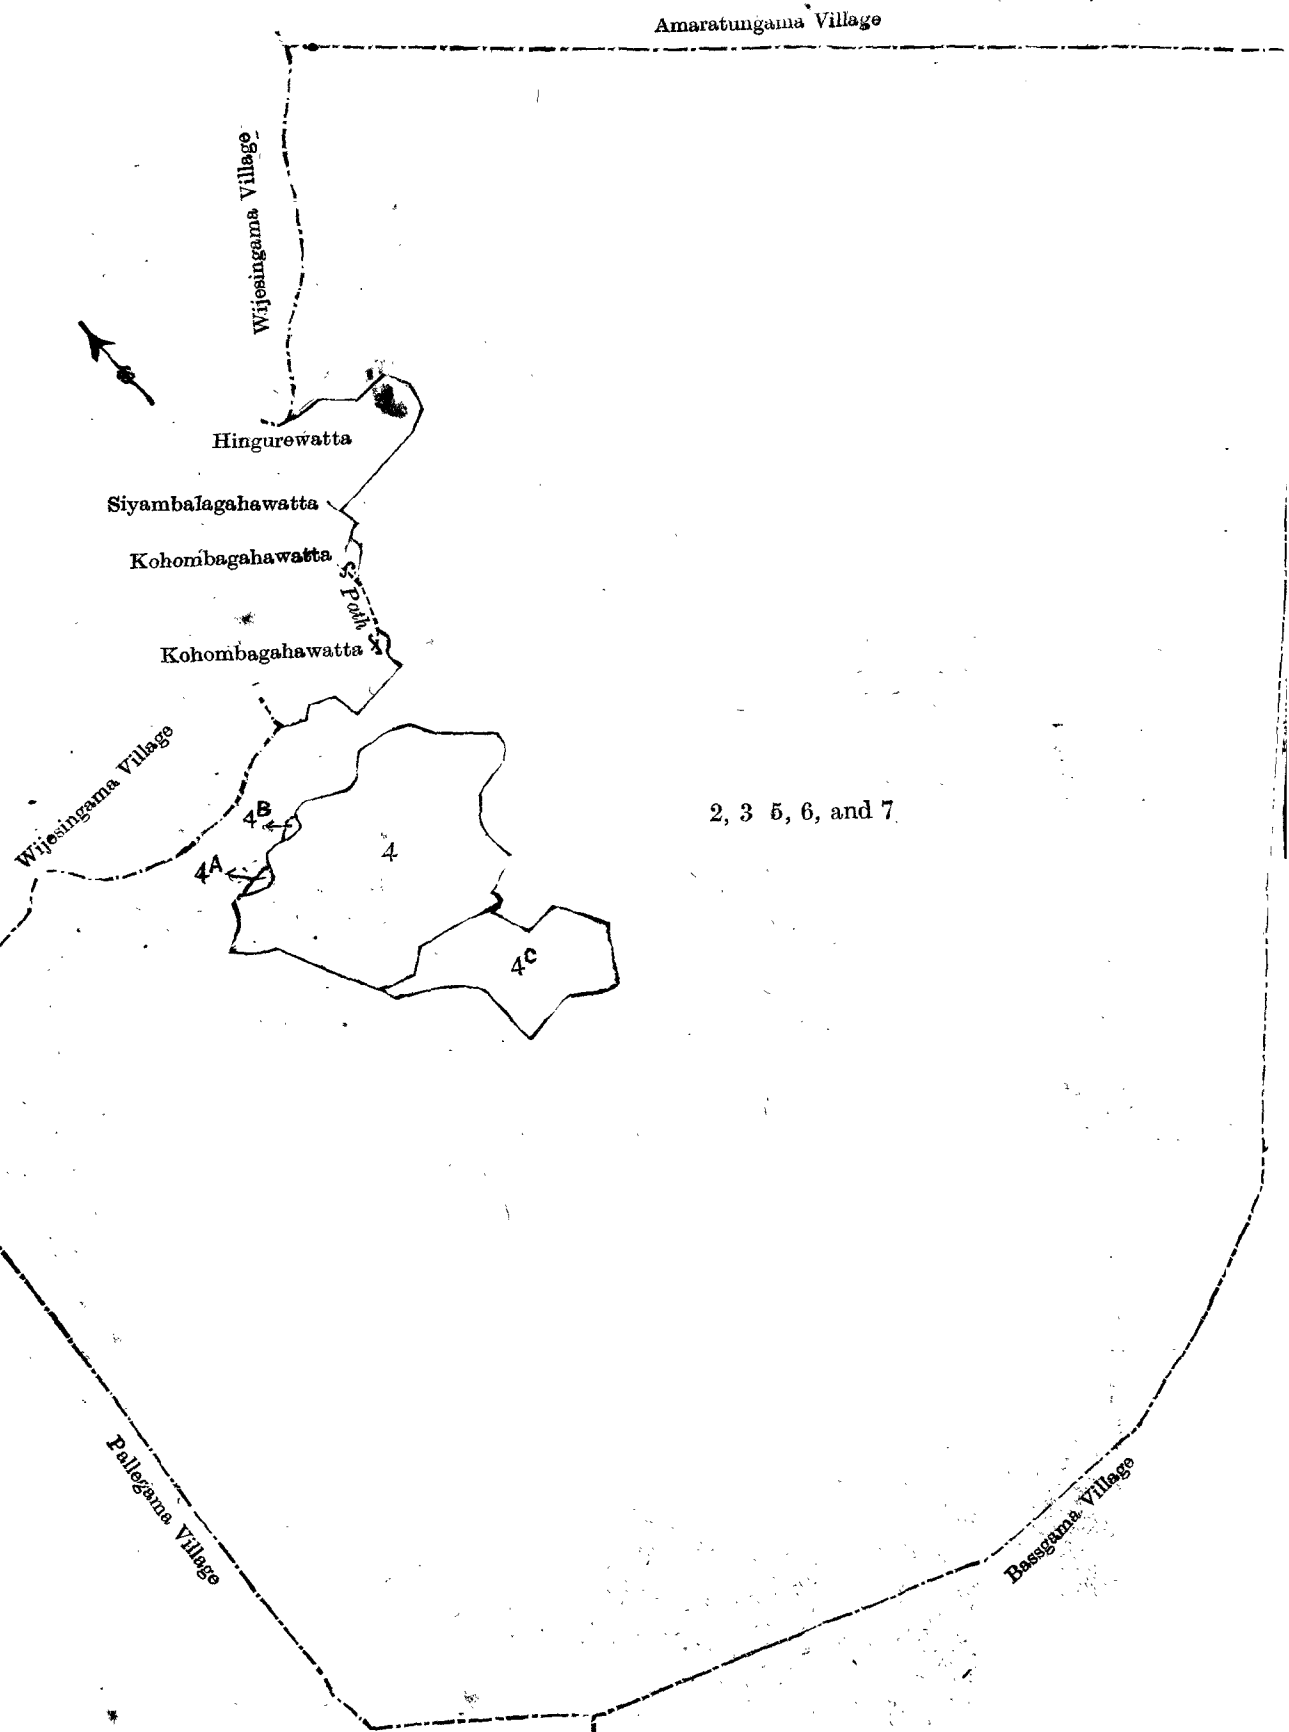 Amaratungama Village
Wijesingama Village
Hingurewatta
Siyambalagahawatta
Kohombagahawatta
Path
Kohombagahawatta
Wijesingama Village
4B
4A
4
2, 3 5, 6, and 7
4C
Pallegama Village
Bassgama Village